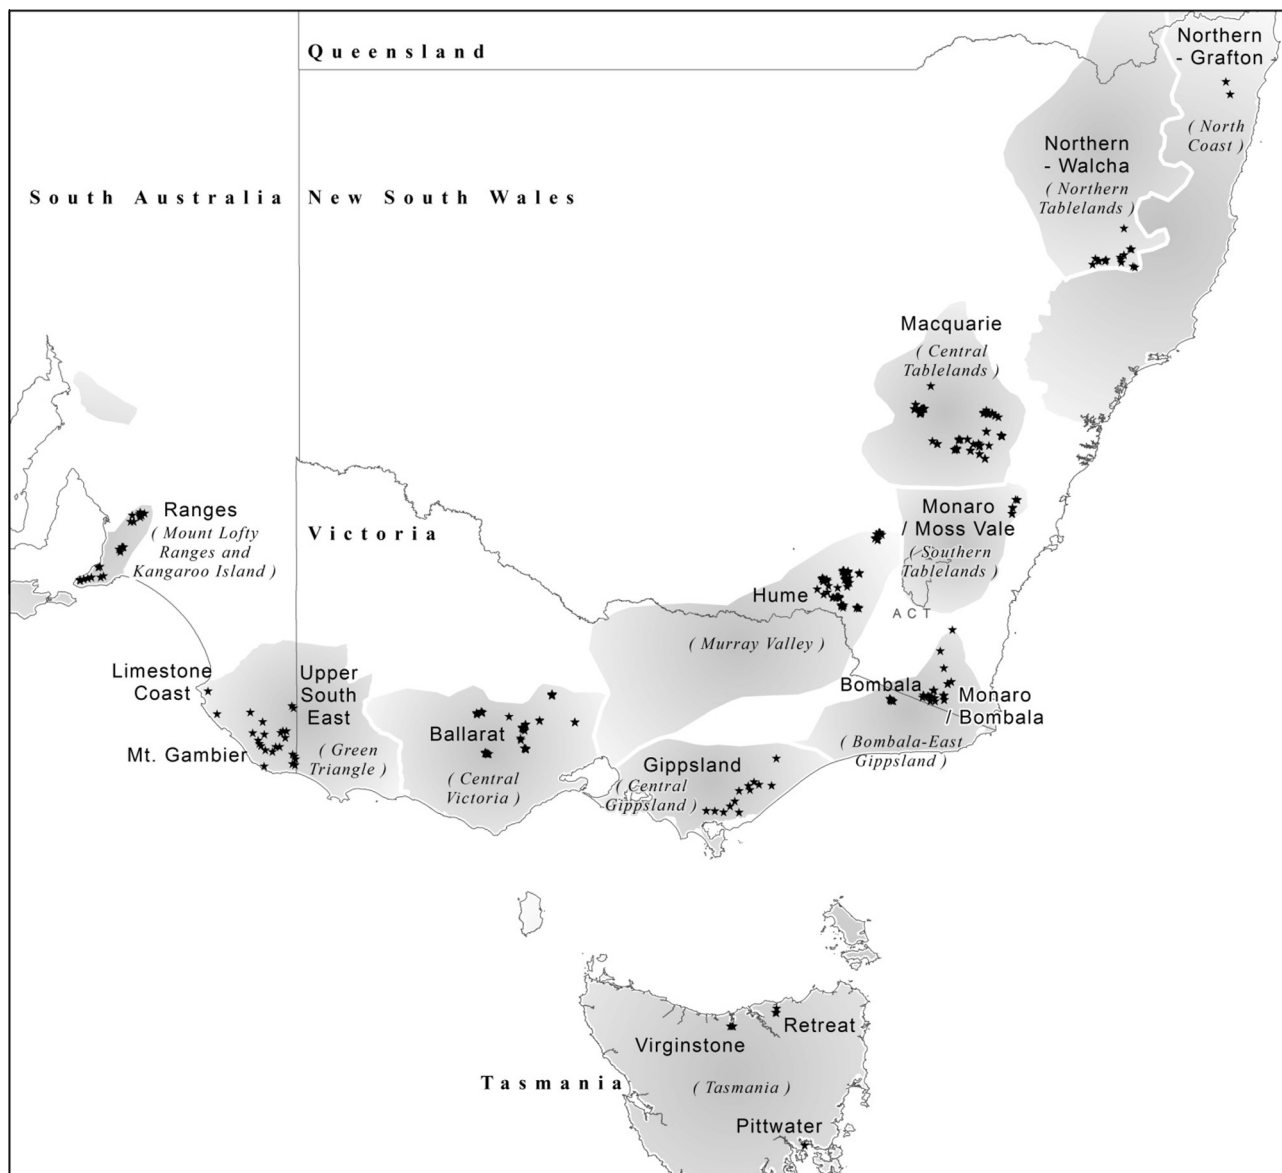 Queensland
Northern
- Grafton
( North
Coast )
Northern
- Walcha
( Northern
Tablelands )
South Australia
New South Wales
Macquarie
( Central
Tablelands )
Ranges
( Mount Lofty
Ranges and
Kangaroo Island )
Victoria
Monaro
/ Moss Vale
( Southern
Tablelands )
Hume
ACT
( Murray Valley )
Limestone
Coast
Upper
South
East
Bombala
Monaro
/ Bombala
Mt. Gambier
( Green
Triangle )
Ballarat
( Central
Victoria )
Gippsland
( Central
Gippsland )
( Bombala-East
Gippsland )
Retreat
Virginstone
Tasmania
( Tasmania )
Pittwater